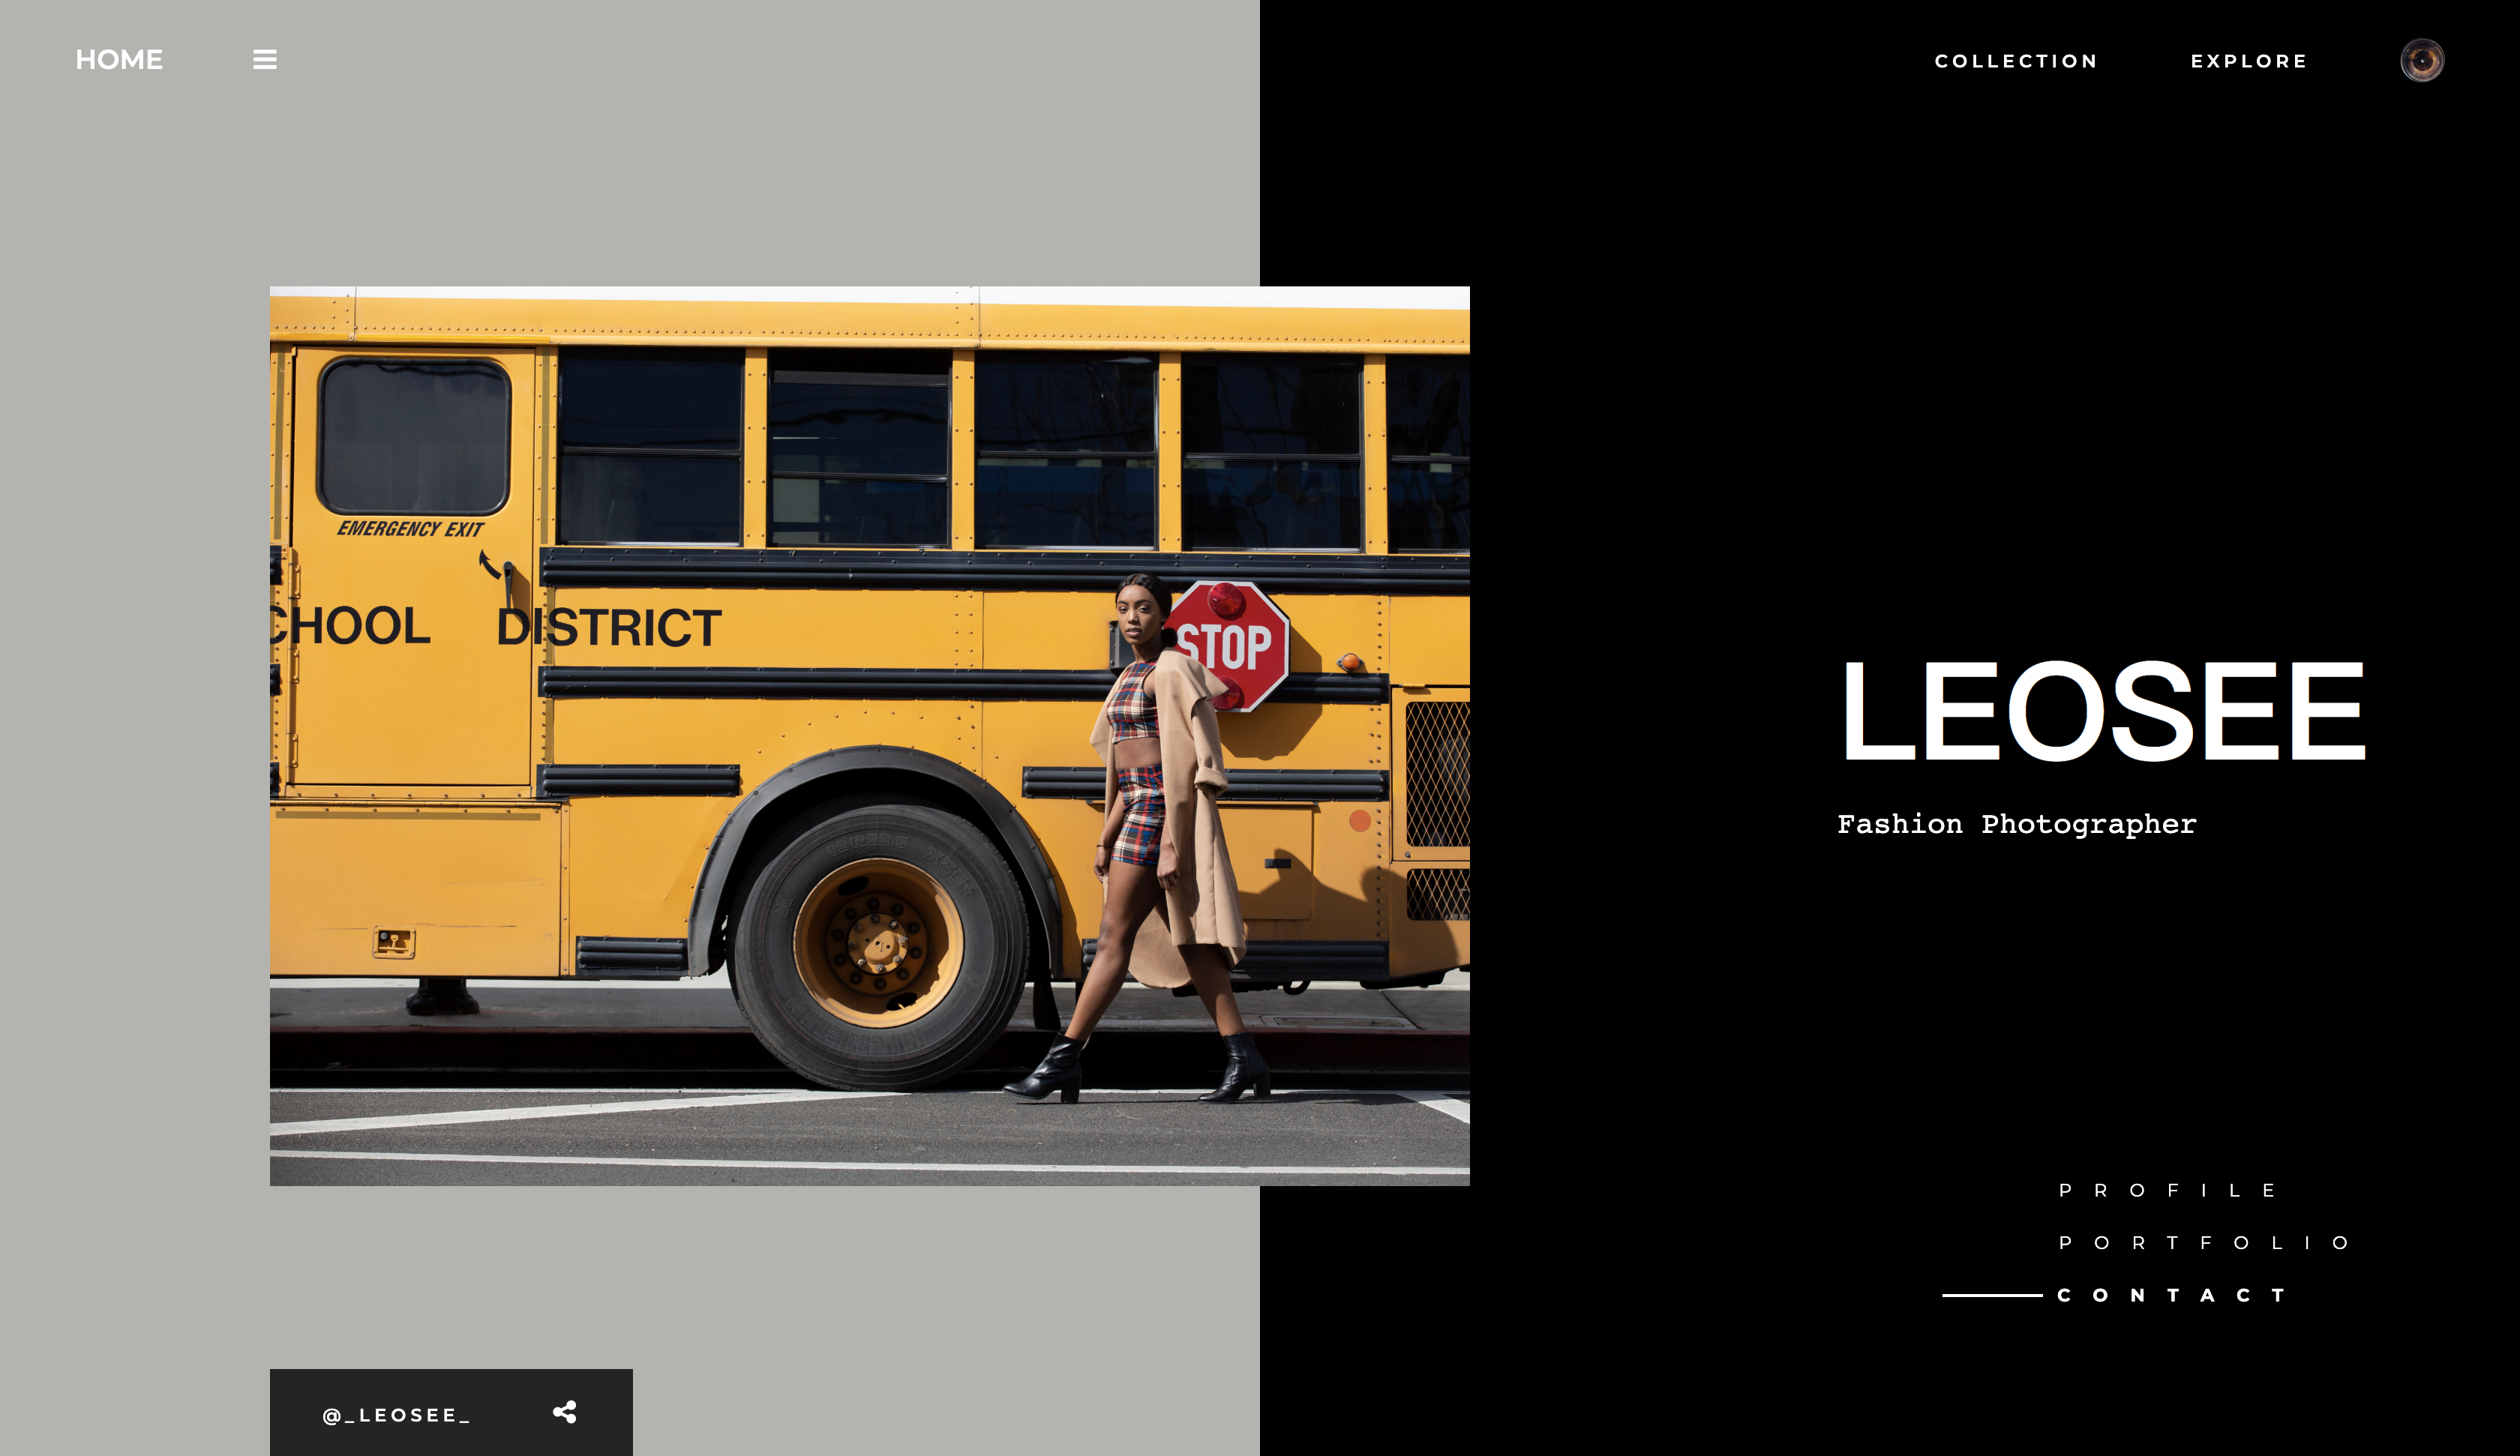 HOME
COLLECTION
EXPLORE
EMERGENCY EXIT
CHOOL DISTRICT
STOP
LEOSEE
Fashion Photographer
PROFILE
PORTFOLIO
CONTACT
@_LEOSEE_